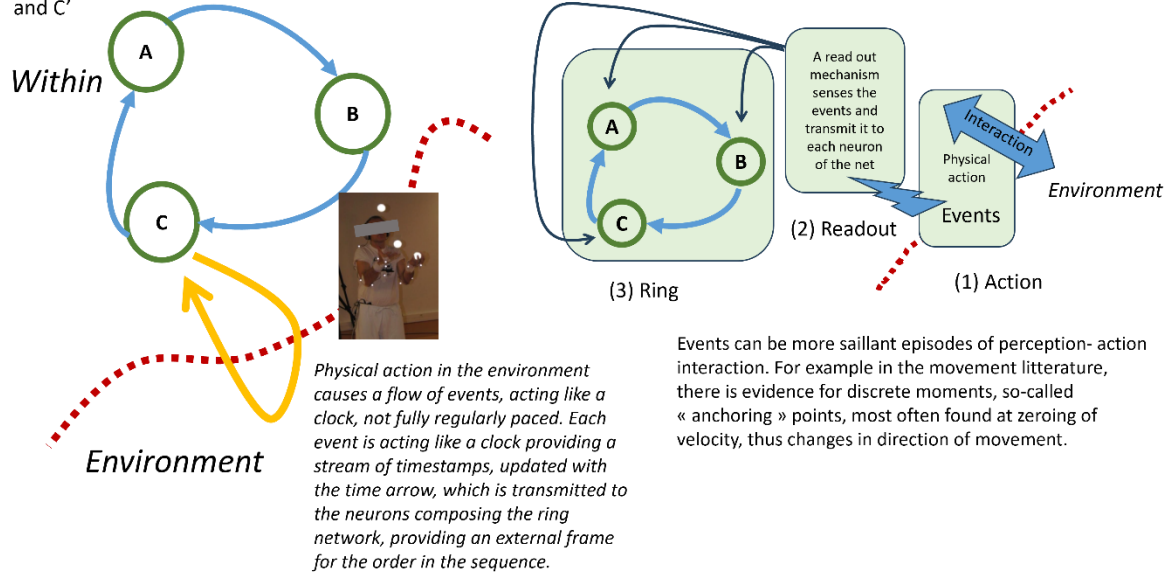 and C’
A
Within
B
C
Environment
Physical action in the environment
causes a flow of events, acting like a
clock, not fully regularly paced. Each
event is acting like a clock providing a
stream of timestamps, updated with
the time arrow, which is transmitted to
the neurons composing the ring
network, providing an external frame
for the order in the sequence.
A
B
C
(3) Ring
A read out
mechanism
senses the
events and
transmit it to
each neuron
of the net
(2) Readout
Interaction
Physical
action
Events
Environment
(1) Action
Events can be more saillant episodes of perception- action
interaction. For example in the movement litterature,
there is evidence for discrete moments, so-called
« anchoring » points, most often found at zeroing of
velocity, thus changes in direction of movement.